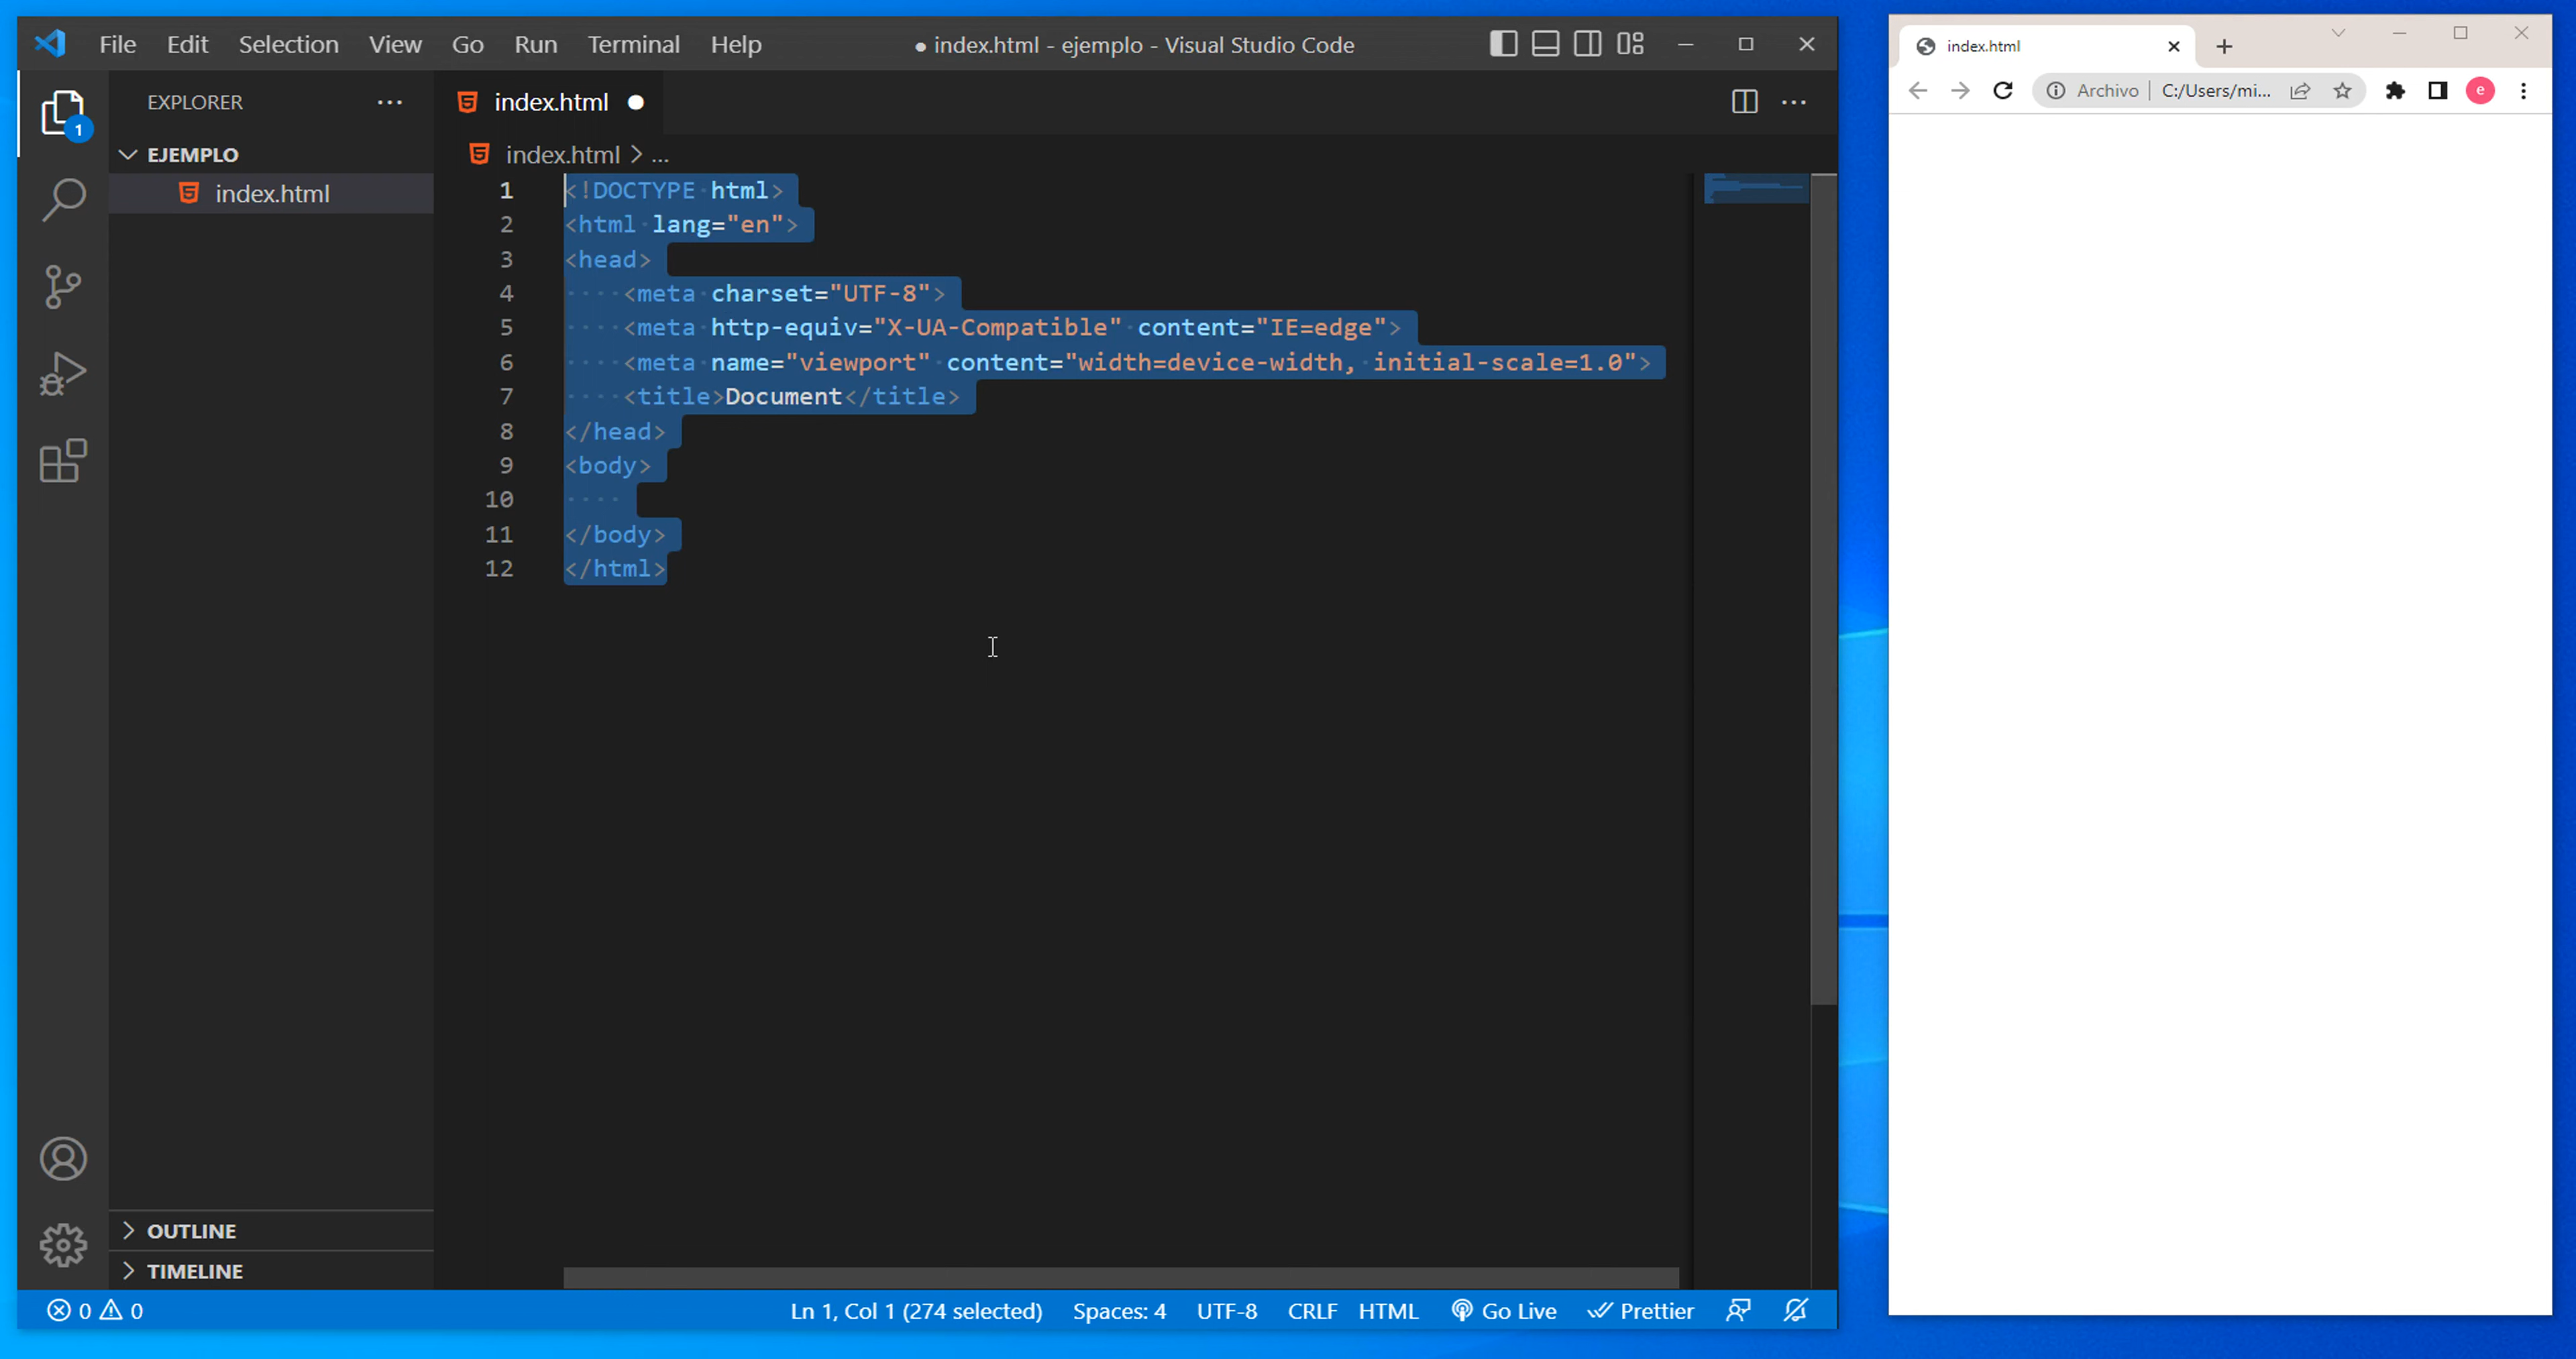 File Edit Selection View Go Run Terminal Help ● index.html - ejemplo - Visual Studio Code
EXPLORER ···
index.html ●
1
EJEMPLO
index.html
index.html > ...
1 <!DOCTYPE html>
2 <html lang="en">
3 <head>
4 <meta charset="UTF-8">
5 <meta http-equiv="X-UA-Compatible" content="IE=edge">
6 <meta name="viewport" content="width=device-width, initial-scale=1.0">
7 <title>Document</title>
8 </head>
9 <body>
10
11 </body>
12 </html>
OUTLINE
TIMELINE
0 0 Ln 1, Col 1 (274 selected) Spaces: 4 UTF-8 CRLF HTML Go Live Prettier
index.html
Archivo | C:/Users/mi... e